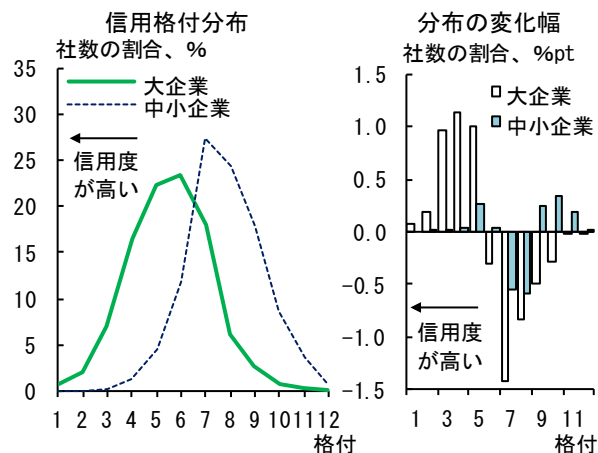 信用格付分布
社数の割合、%
35
30
25
20
15
10
5
0
大企業
中小企業
信用度
が高い
1 2 3 4 5 6 7 8 9 10 11 12
格付
分布の変化幅
社数の割合、%pt
1.5
1.0
0.5
0.0
-0.5
-1.0
-1.5
大企業
中小企業
信用度
が高い
1 3 5 7 9 11
格付